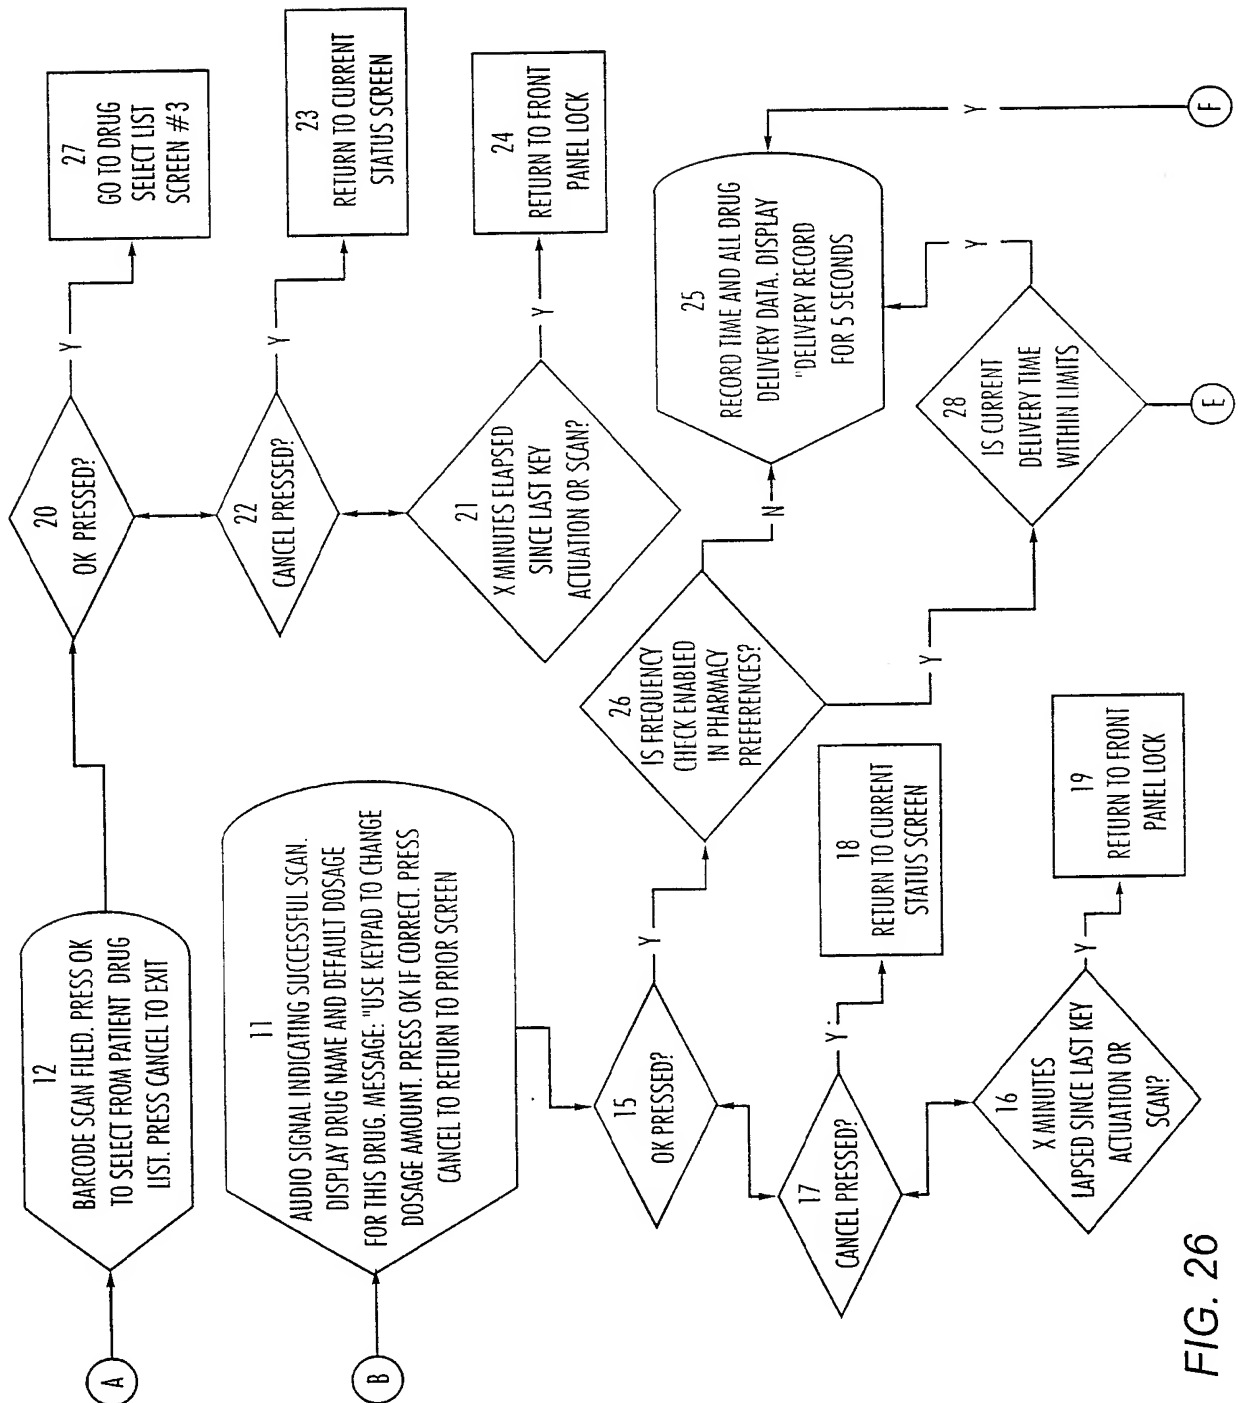 A
12
BARCODE SCAN FILED. PRESS OK
TO SELECT FROM PATIENT DRUG
LIST. PRESS CANCEL TO EXIT
20
OK PRESSED?
Y
27
GO TO DRUG
SELECT LIST
SCREEN #3
22
CANCEL PRESSED?
Y
23
RETURN TO CURRENT
STATUS SCREEN
21
X MINUTES ELAPSED
SINCE LAST KEY
ACTUATION OR SCAN?
Y
24
RETURN TO FRONT
PANEL LOCK
B
11
AUDIO SIGNAL INDICATING SUCCESSFUL SCAN.
DISPLAY DRUG NAME AND DEFAULT DOSAGE
FOR THIS DRUG. MESSAGE: "USE KEYPAD TO CHANGE
DOSAGE AMOUNT. PRESS OK IF CORRECT. PRESS
CANCEL TO RETURN TO PRIOR SCREEN
15
OK PRESSED?
Y
26
IS FREQUENCY
CHECK ENABLED
IN PHARMACY
PREFERENCES?
N
25
RECORD TIME AND ALL DRUG
DELIVERY DATA. DISPLAY
"DELIVERY RECORD
FOR 5 SECONDS
Y
28
IS CURRENT
DELIVERY TIME
WITHIN LIMITS
Y
Y
F
E
17
CANCEL PRESSED?
Y
18
RETURN TO CURRENT
STATUS SCREEN
16
X MINUTES
LAPSED SINCE LAST KEY
ACTUATION OR
SCAN?
Y
19
RETURN TO FRONT
PANEL LOCK
FIG. 26